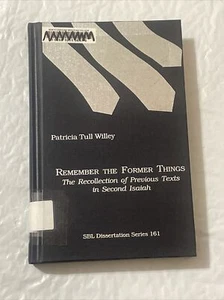 Patricia Tull Willey
REMEMBER THE FORMER THINGS
The Recollection of Previous Texts
in Second Isaiah
SBL Dissertation Series 161